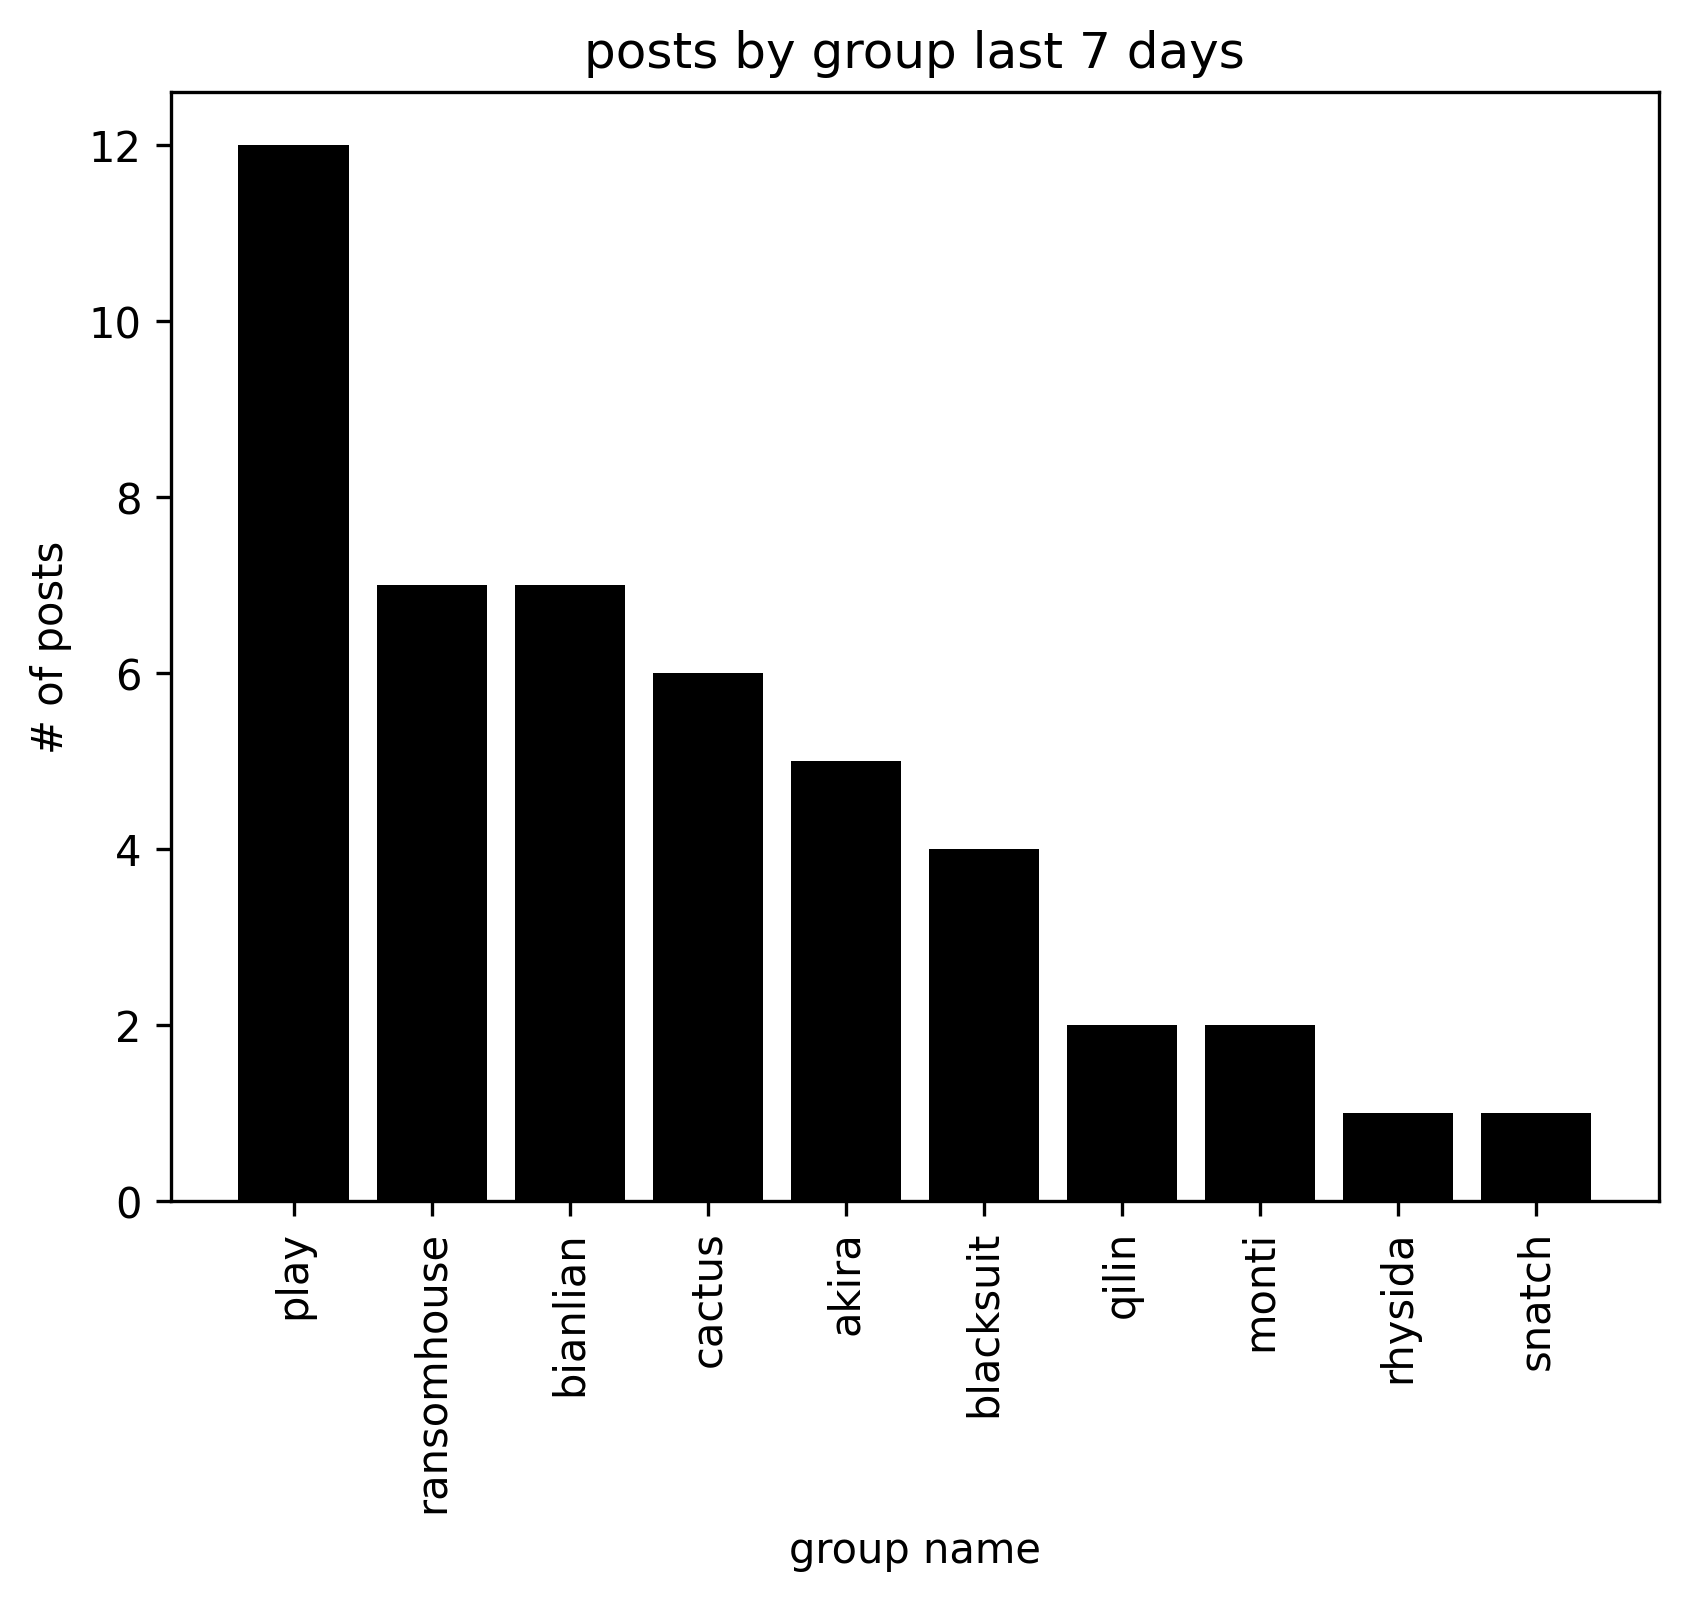 posts by group last 7 days
12
10
8
6
4
2
0
# of posts
play
ransomhouse
bianlian
cactus
akira
blacksuit
qilin
monti
rhysida
snatch
group name